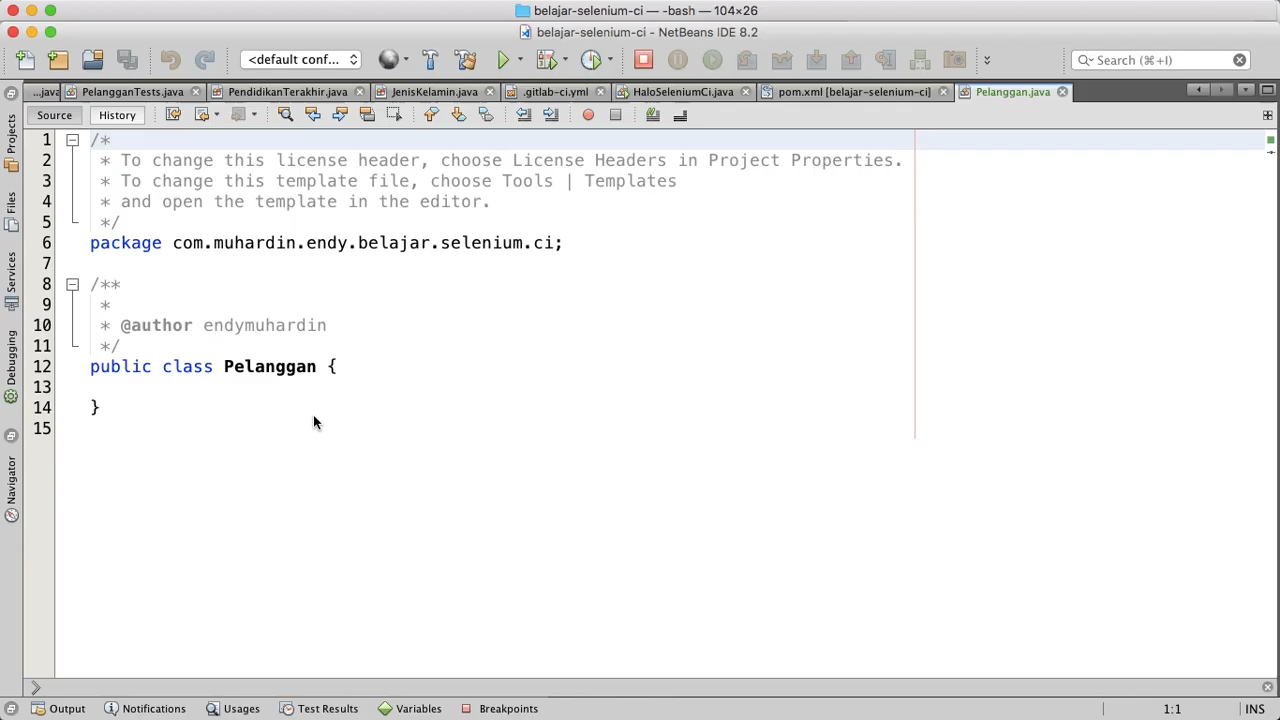 belajar-selenium-ci — -bash — 104×26
belajar-selenium-ci - NetBeans IDE 8.2
<default conf...
Search (⌘+I)
...java
PelangganTests.java
PendidikanTerakhir.java
JenisKelamin.java
.gitlab-ci.yml
HaloSeleniumCi.java
pom.xml [belajar-selenium-ci]
Pelanggan.java
Source
History
Projects
Files
Services
Debugging
Navigator
1 /*
2 * To change this license header, choose License Headers in Project Properties.
3 * To change this template file, choose Tools | Templates
4 * and open the template in the editor.
5 */
6 package com.muhardin.endy.belajar.selenium.ci;
7
8 /**
9 *
10 * @author endymuhardin
11 */
12 public class Pelanggan {
13
14 }
15
Output
Notifications
Usages
Test Results
Variables
Breakpoints
1:1
INS